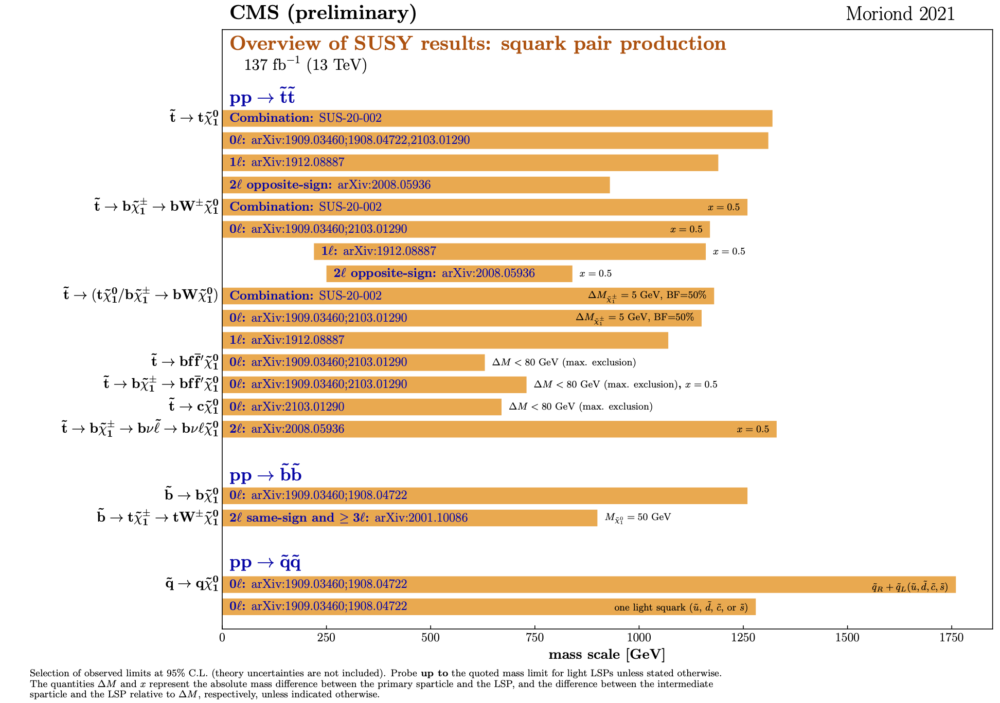 CMS (preliminary)
Moriond 2021
Overview of SUSY results: squark pair production
137 fb⁻¹ (13 TeV)
pp → t̃t̃
t̃ → tχ̃₁⁰
Combination: SUS-20-002
0ℓ: arXiv:1909.03460;1908.04722,2103.01290
1ℓ: arXiv:1912.08887
2ℓ opposite-sign: arXiv:2008.05936
t̃ → bχ̃₁± → bW±χ̃₁⁰
Combination: SUS-20-002 x = 0.5
0ℓ: arXiv:1909.03460;2103.01290 x = 0.5
1ℓ: arXiv:1912.08887 x = 0.5
2ℓ opposite-sign: arXiv:2008.05936 x = 0.5
t̃ → (tχ̃₁⁰/bχ̃₁± → bWχ̃₁⁰)
Combination: SUS-20-002 ΔM_χ̃₁± = 5 GeV, BF=50%
0ℓ: arXiv:1909.03460;2103.01290 ΔM_χ̃₁± = 5 GeV, BF=50%
1ℓ: arXiv:1912.08887
t̃ → bff̄′χ̃₁⁰
0ℓ: arXiv:1909.03460;2103.01290 ΔM < 80 GeV (max. exclusion)
t̃ → bχ̃₁± → bff̄′χ̃₁⁰
0ℓ: arXiv:1909.03460;2103.01290 ΔM < 80 GeV (max. exclusion), x = 0.5
t̃ → cχ̃₁⁰
0ℓ: arXiv:2103.01290 ΔM < 80 GeV (max. exclusion)
t̃ → bχ̃₁± → bνℓ̃ → bνℓχ̃₁⁰
2ℓ: arXiv:2008.05936 x = 0.5
pp → b̃b̃
b̃ → bχ̃₁⁰
0ℓ: arXiv:1909.03460;1908.04722
b̃ → tχ̃₁± → tW±χ̃₁⁰
2ℓ same-sign and ≥ 3ℓ: arXiv:2001.10086 M_χ̃₁⁰ = 50 GeV
pp → q̃q̃
q̃ → qχ̃₁⁰
0ℓ: arXiv:1909.03460;1908.04722 q̃_R + q̃_L(ũ, d̃, c̃, s̃)
0ℓ: arXiv:1909.03460;1908.04722 one light squark (ũ, d̃, c̃, or s̃)
0 250 500 750 1000 1250 1500 1750
mass scale [GeV]
Selection of observed limits at 95% C.L. (theory uncertainties are not included). Probe up to the quoted mass limit for light LSPs unless stated otherwise.
The quantities ΔM and x represent the absolute mass difference between the primary sparticle and the LSP, and the difference between the intermediate
sparticle and the LSP relative to ΔM, respectively, unless indicated otherwise.